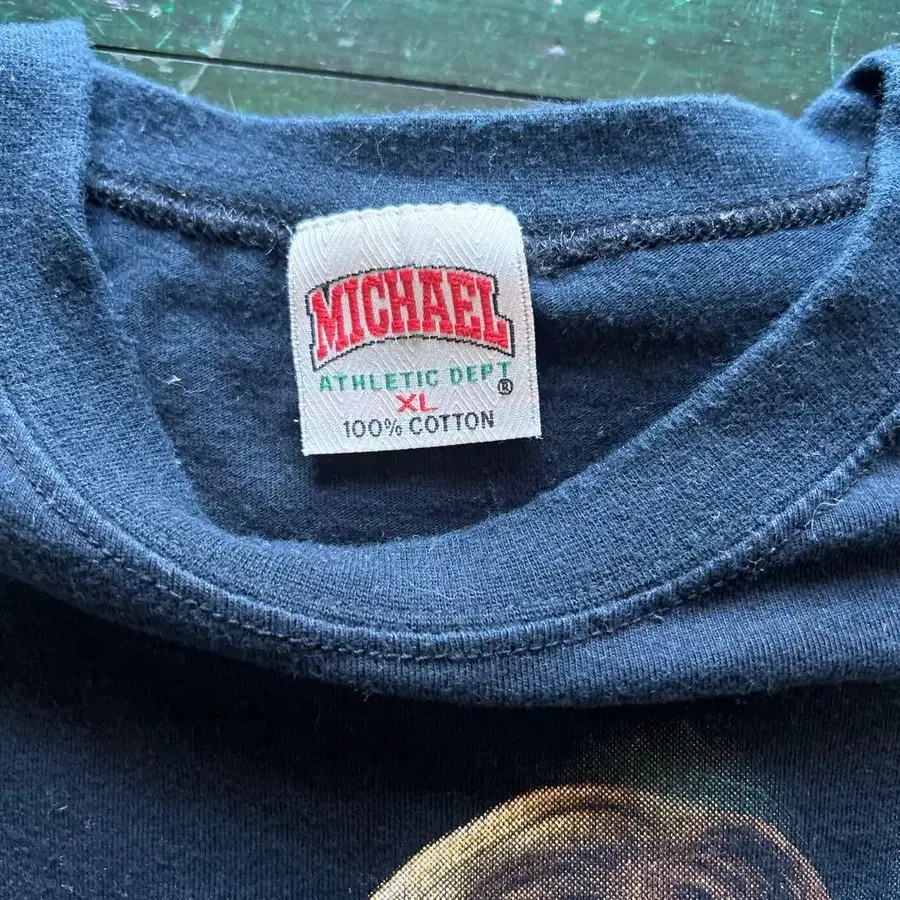 MICHAEL
ATHLETIC DEPT
®
XL
100% COTTON